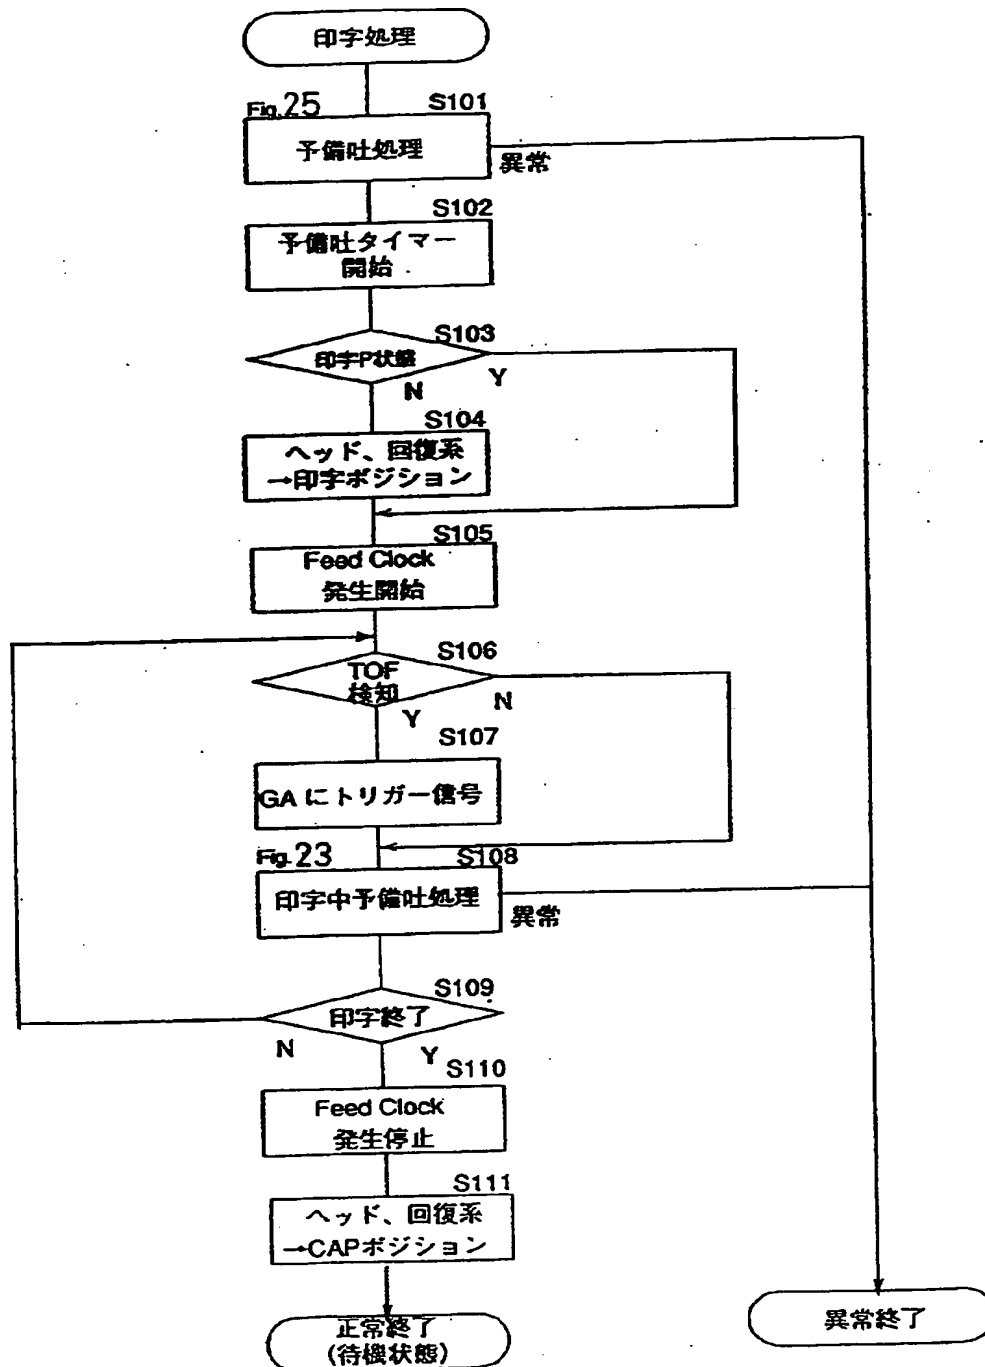 印字処理
Fig.25
S101
予備吐処理
異常
S102
予備吐タイマー
開始
S103
印字P状態
N
Y
S104
ヘッド、回復系
→印字ポジション
S105
Feed Clock
発生開始
S106
TOF
検知
Y
N
S107
GA にトリガー信号
Fig.23
S108
印字中予備吐処理
異常
S109
印字終了
N
Y
S110
Feed Clock
発生停止
S111
ヘッド、回復系
→CAPポジション
正常終了
(待機状態)
異常終了